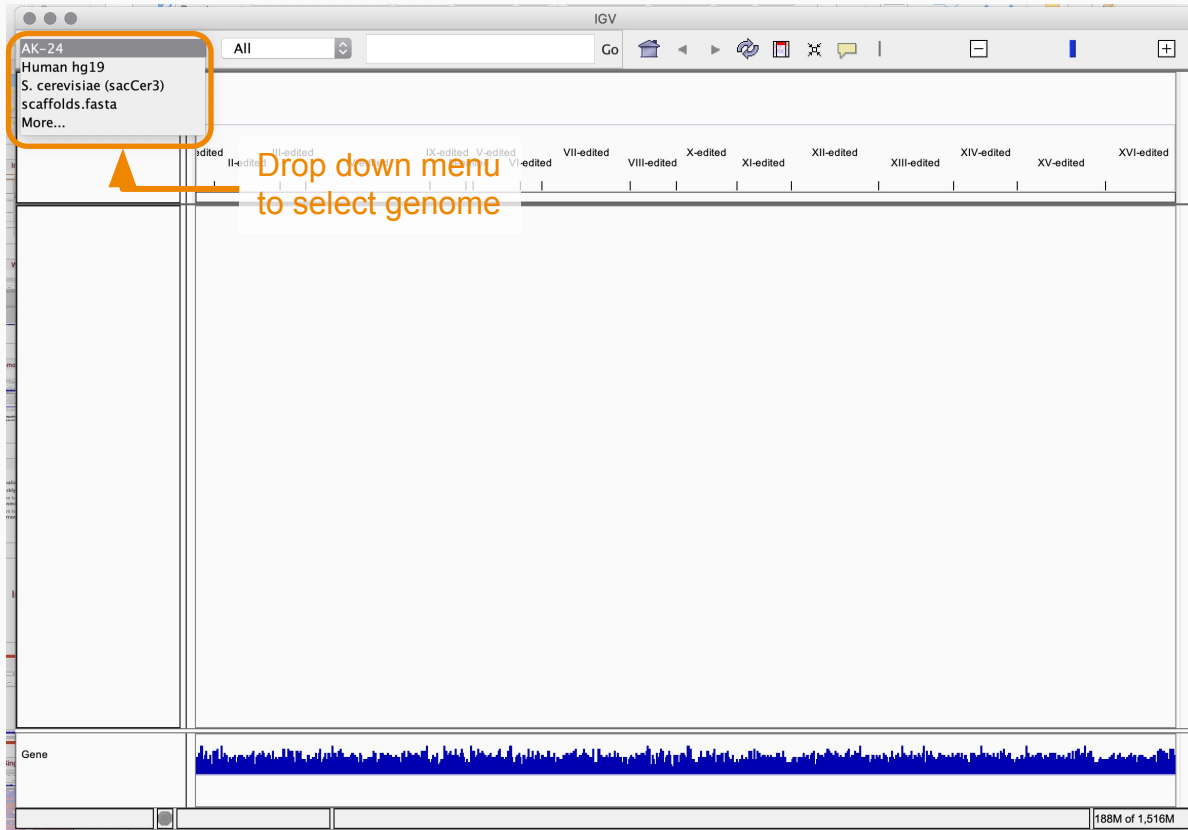 IGV
AK-24
All
Go
Human hg19
S. cerevisiae (sacCer3)
scaffolds.fasta
More...
IX-edited V-edited VII-edited X-edited XII-edited XIV-edited XVI-edited
III-edited
VI-edited VIII-edited XI-edited XIII-edited XV-edited
II-edited
Drop down menu
to select genome
Gene
188M of 1,516M